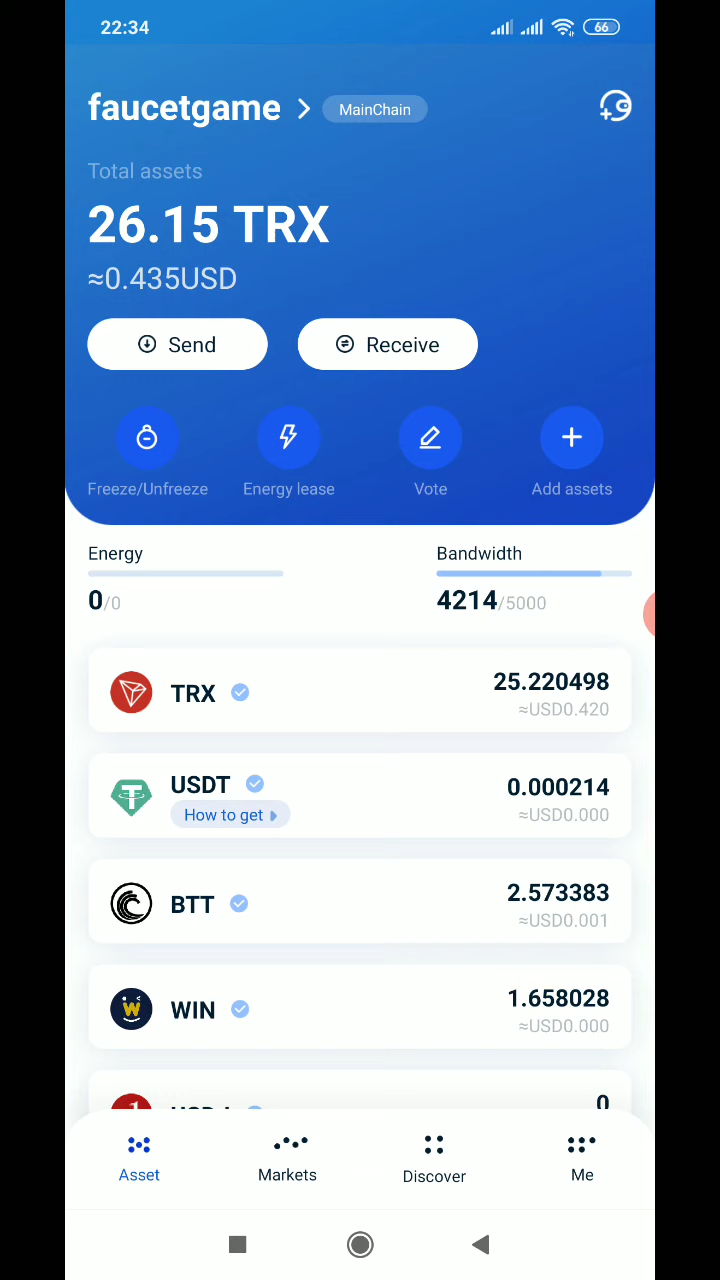 22:34 66
faucetgame MainChain
Total assets
26.15 TRX
≈0.435USD
Send Receive
Freeze/Unfreeze Energy lease Vote Add assets
Energy Bandwidth
0/0 4214/5000
TRX 25.220498
≈USD0.420
USDT 0.000214
How to get ≈USD0.000
BTT 2.573383
≈USD0.001
WIN 1.658028
≈USD0.000
0
Asset Markets Discover Me